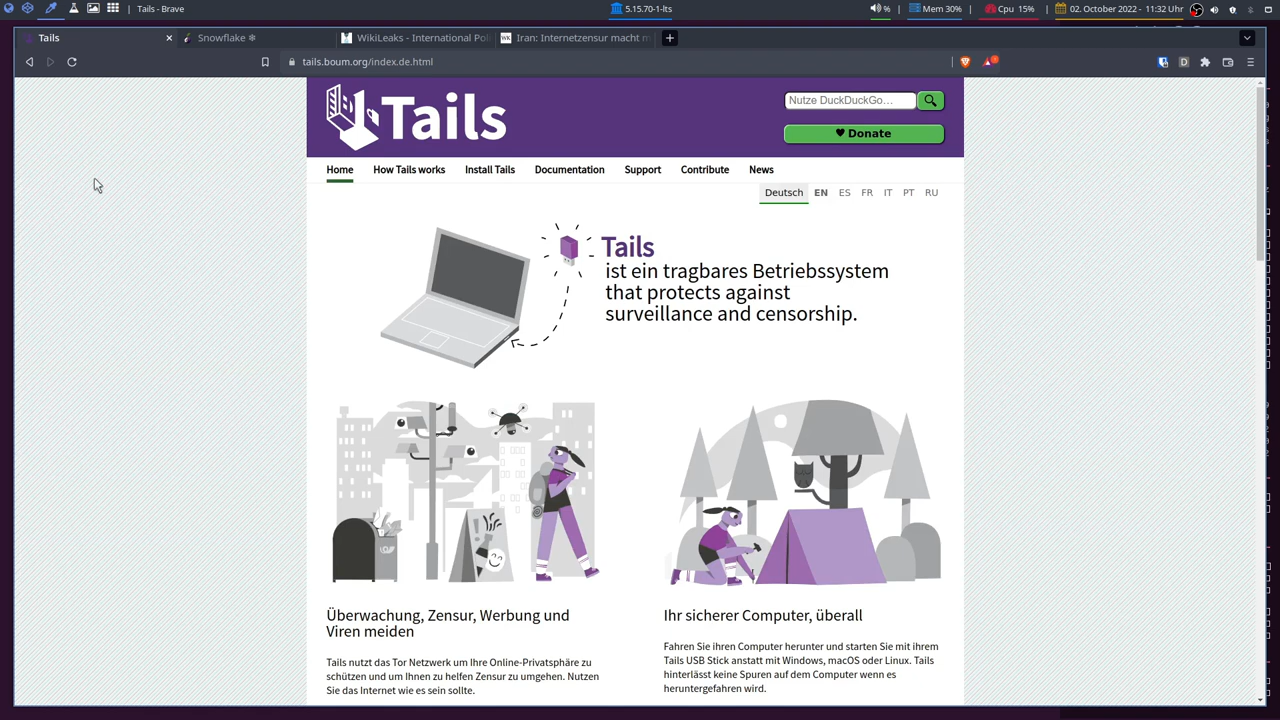 Tails - Brave
5.15.70-1-lts
%
Mem 30%
Cpu 15%
02. October 2022 - 11:32 Uhr
Tails
Snowflake ❄
WikiLeaks - International Pol
Iran: Internetzensur macht m
tails.boum.org/index.de.html
Tails
Nutze DuckDuckGo…
♥ Donate
Home
How Tails works
Install Tails
Documentation
Support
Contribute
News
Deutsch
EN
ES
FR
IT
PT
RU
Tails
ist ein tragbares Betriebssystem
that protects against
surveillance and censorship.
Überwachung, Zensur, Werbung und
Viren meiden
Tails nutzt das Tor Netzwerk um Ihre Online-Privatsphäre zu
schützen und um Ihnen zu helfen Zensur zu umgehen. Nutzen
Sie das Internet wie es sein sollte.
Ihr sicherer Computer, überall
Fahren Sie ihren Computer herunter und starten Sie mit ihrem
Tails USB Stick anstatt mit Windows, macOS oder Linux. Tails
hinterlässt keine Spuren auf dem Computer wenn es
heruntergefahren wird.